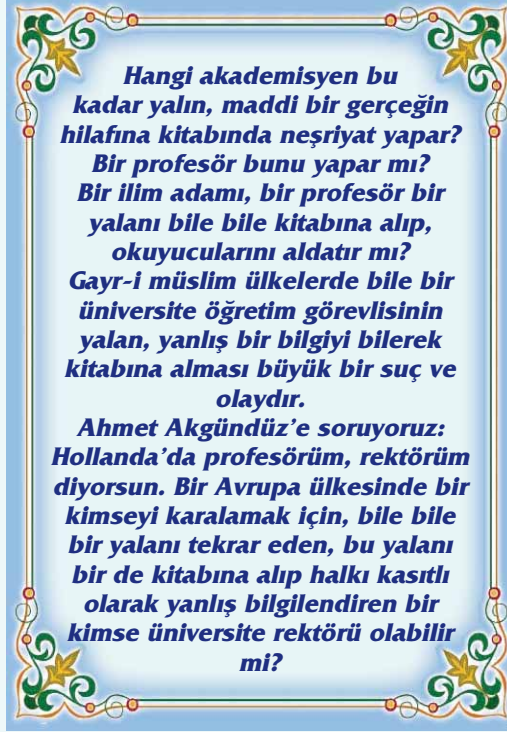 Hangi akademisyen bu
kadar yalın, maddi bir gerçeğin
hilafına kitabında neşriyat yapar?
Bir profesör bunu yapar mı?
Bir ilim adamı, bir profesör bir
yalanı bile bile kitabına alıp,
okuyucularını aldatır mı?
Gayr-i müslim ülkelerde bile bir
üniversite öğretim görevlisinin
yalan, yanlış bir bilgiyi bilerek
kitabına alması büyük bir suç ve
olaydır.
Ahmet Akgündüz'e soruyoruz:
Hollanda'da profesörüm, rektörüm
diyorsun. Bir Avrupa ülkesinde bir
kimseyi karalamak için, bile bile
bir yalanı tekrar eden, bu yalanı
bir de kitabına alıp halkı kasıtlı
olarak yanlış bilgilendiren bir
kimse üniversite rektörü olabilir
mi?